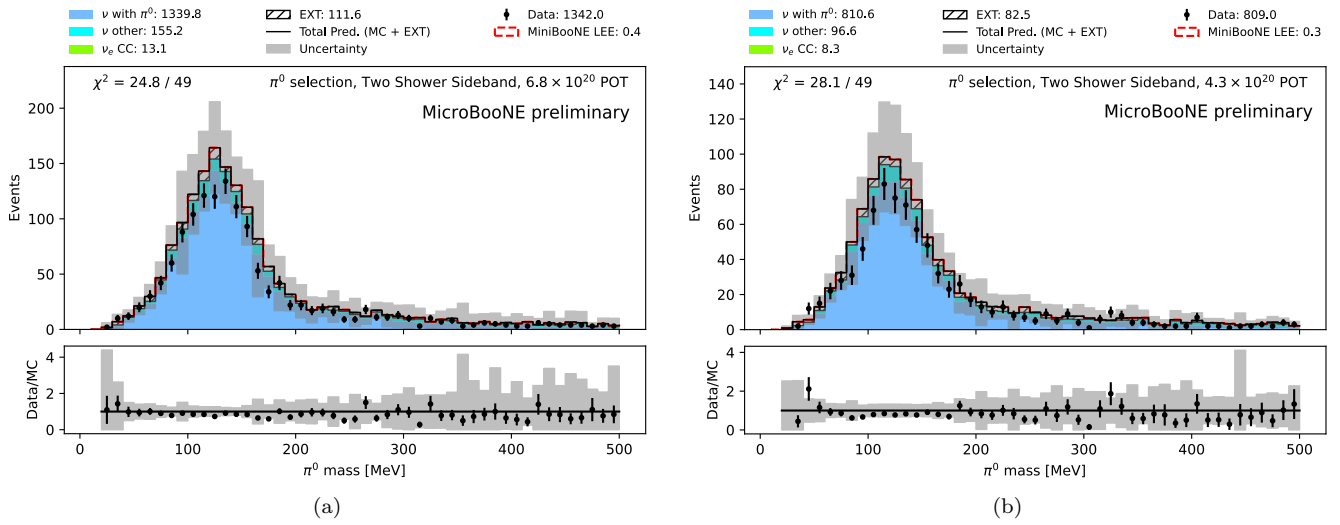 ν with π⁰: 1339.8
ν other: 155.2
νₑ CC: 13.1
EXT: 111.6
Total Pred. (MC + EXT)
Uncertainty
Data: 1342.0
MiniBooNE LEE: 0.4
χ² = 24.8 / 49
π⁰ selection, Two Shower Sideband, 6.8 × 10²⁰ POT
MicroBooNE preliminary
Events
200
150
100
50
0
Data/MC
4
2
0
0 100 200 300 400 500
π⁰ mass [MeV]
(a)
ν with π⁰: 810.6
ν other: 96.6
νₑ CC: 8.3
EXT: 82.5
Total Pred. (MC + EXT)
Uncertainty
Data: 809.0
MiniBooNE LEE: 0.3
χ² = 28.1 / 49
π⁰ selection, Two Shower Sideband, 4.3 × 10²⁰ POT
MicroBooNE preliminary
Events
140
120
100
80
60
40
20
0
Data/MC
4
2
0
0 100 200 300 400 500
π⁰ mass [MeV]
(b)